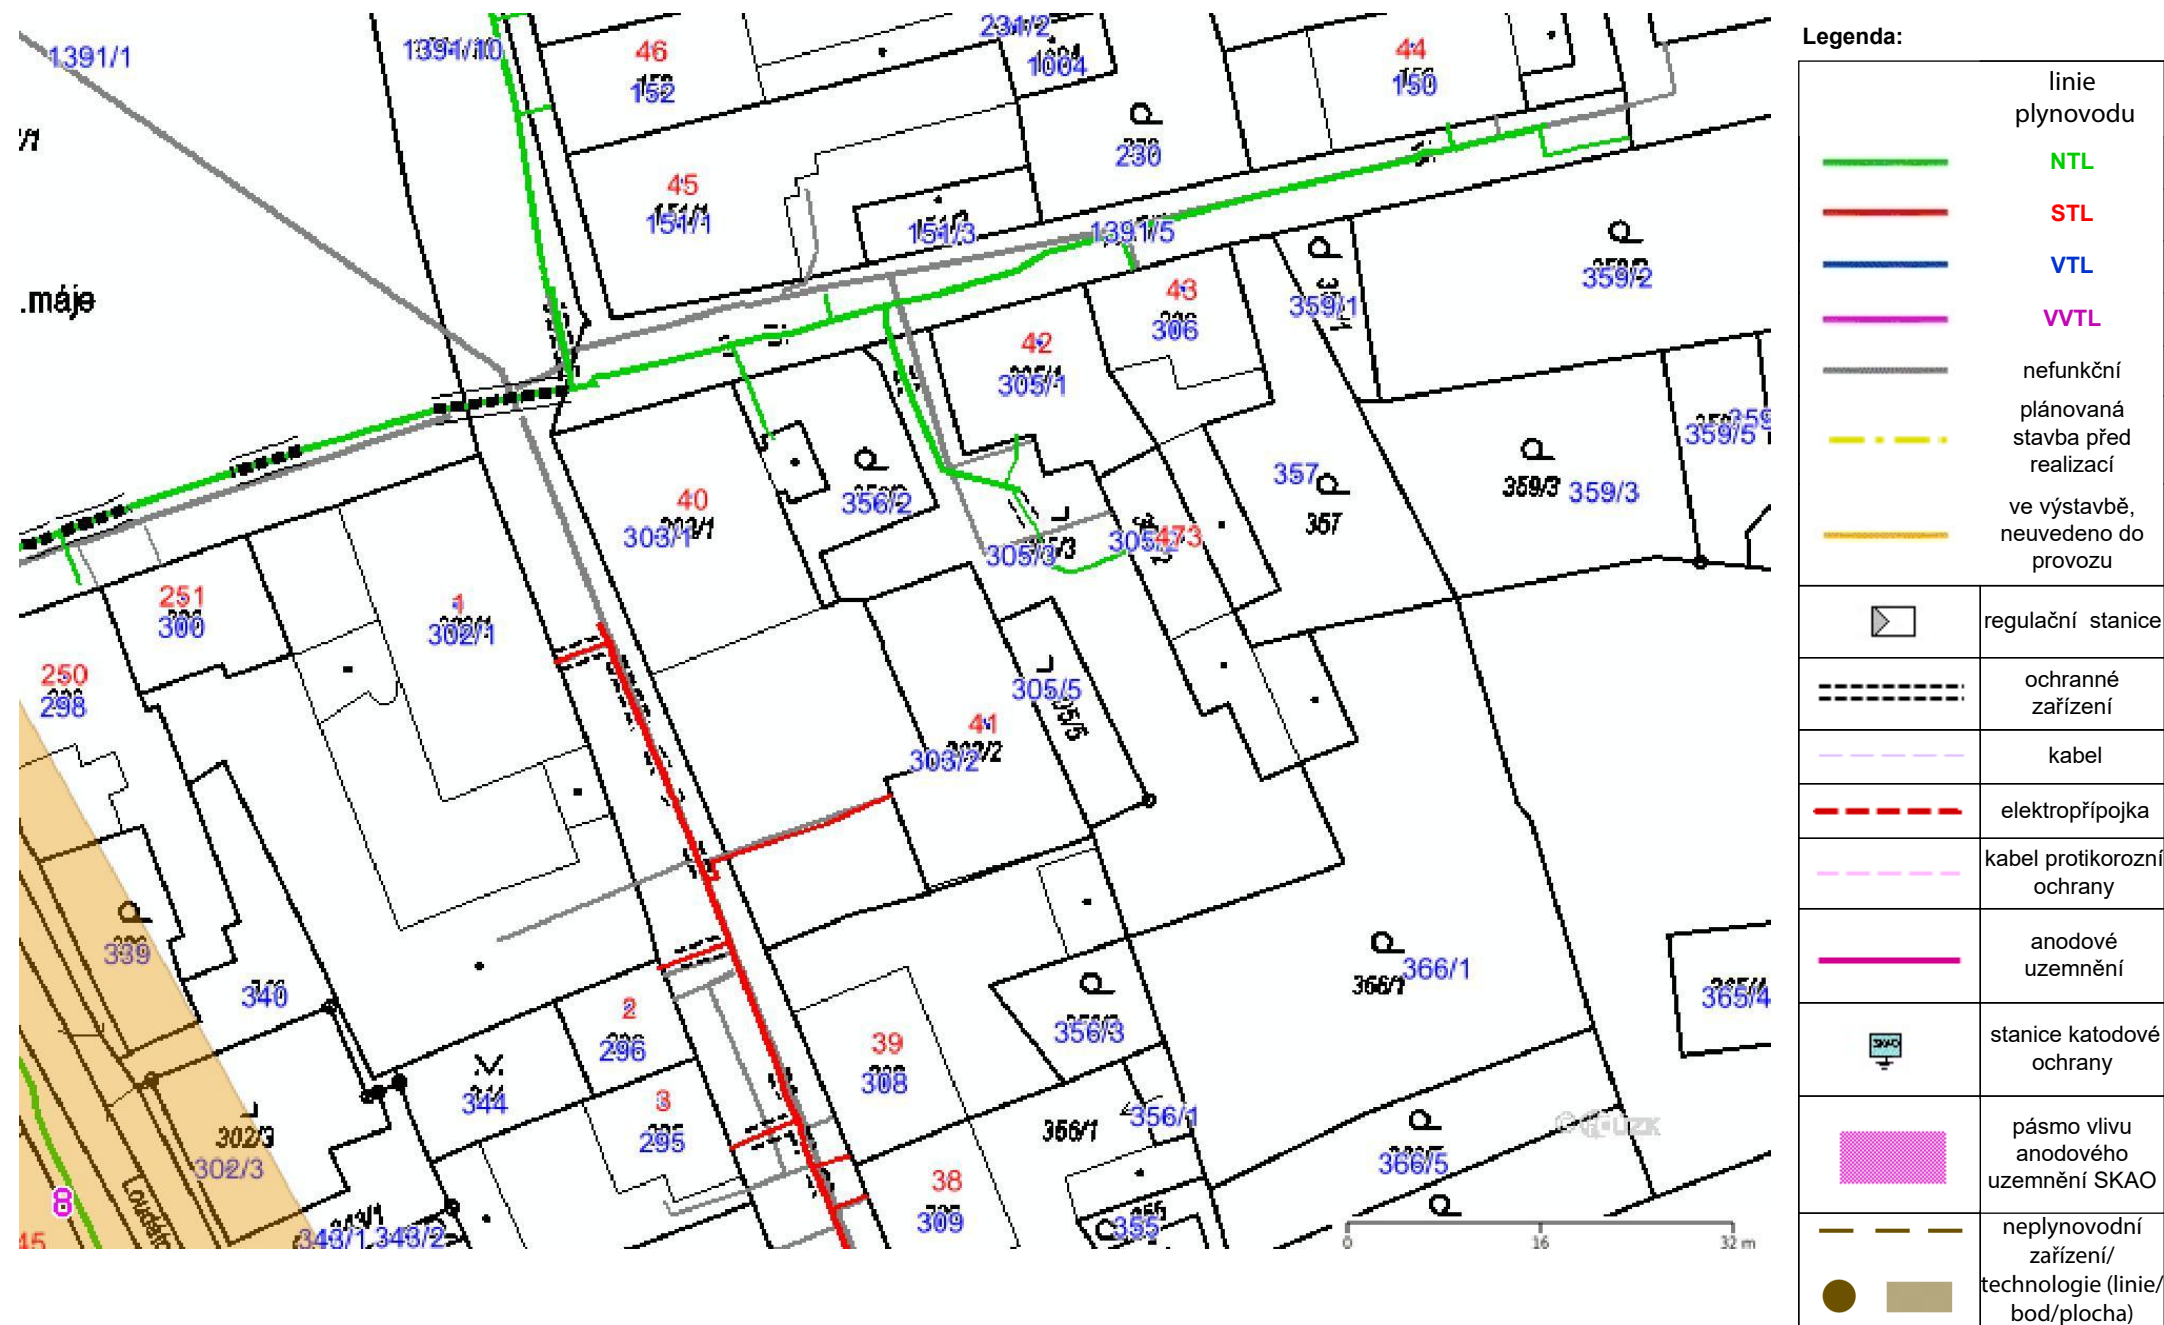 1391/1
1391/10
46
152
231/2
1004
44
150
/1
230
45
151/1
151/3
1391/5
359/2
359/1
.máje
43
306
42
305/1
359/5
357
357
359/3
359/3
40
303/1
356/2
305/3
473
251
300
1
302/1
250
298
305/5
41
303/2
339
340
366/1
366/1
365/4
2
296
39
308
356/3
344
3
295
356/1
356/1
302/3
302/3
366/5
38
309
8
45
343/1
343/2
355
0
16
32 m
Legenda:
linie
plynovodu
NTL
STL
VTL
VVTL
nefunkční
plánovaná
stavba před
realizací
ve výstavbě,
neuvedeno do
provozu
regulační stanice
ochranné
zařízení
kabel
elektropřípojka
kabel protikorozní
ochrany
anodové
uzemnění
SKAO
stanice katodové
ochrany
pásmo vlivu
anodového
uzemnění SKAO
neplynovodní
zařízení/
technologie (linie/
bod/plocha)